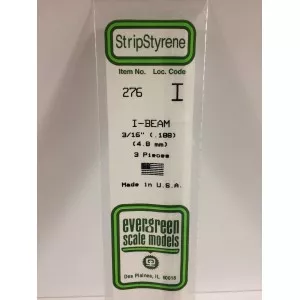 StripStyrene
Item No. Loc. Code
276 I
I-BEAM
3/16" (.188)
(4.8 mm)
3 Pieces
Made in U.S.A.
evergreen
scale models
Des Plaines, IL 60018